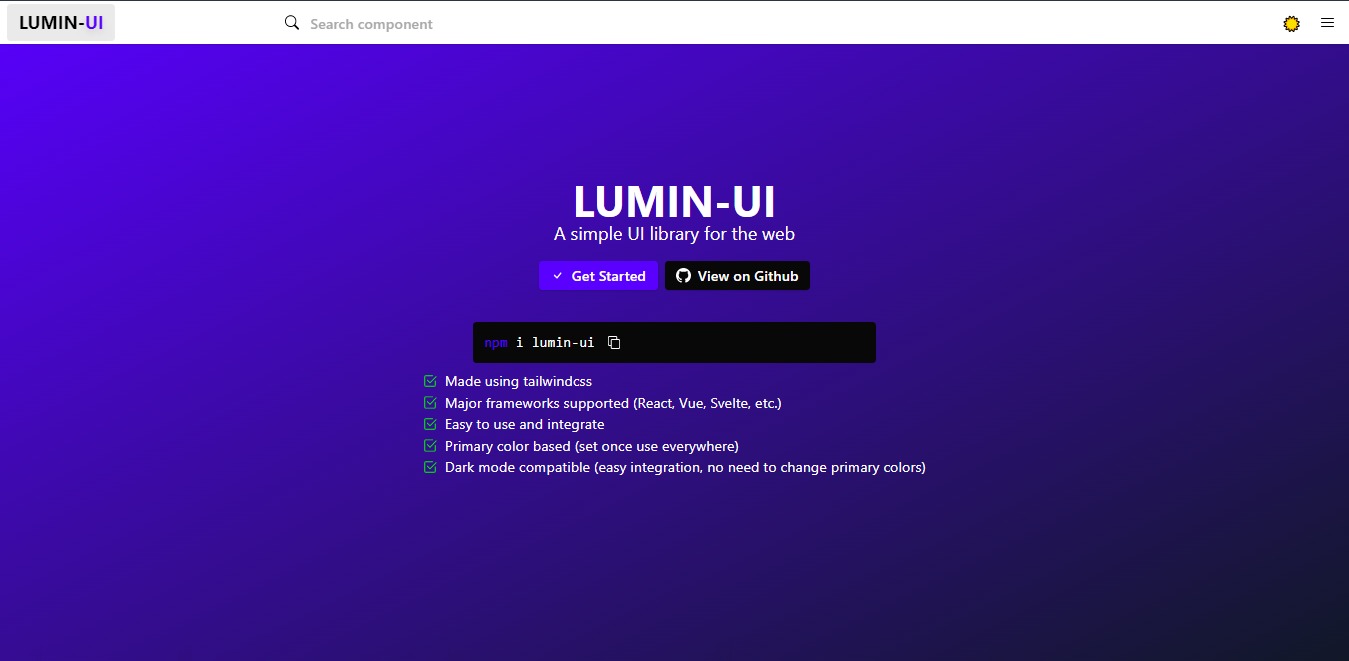 LUMIN-UI
Search component
LUMIN-UI
A simple UI library for the web
Get Started
View on Github
npm i lumin-ui
Made using tailwindcss
Major frameworks supported (React, Vue, Svelte, etc.)
Easy to use and integrate
Primary color based (set once use everywhere)
Dark mode compatible (easy integration, no need to change primary colors)